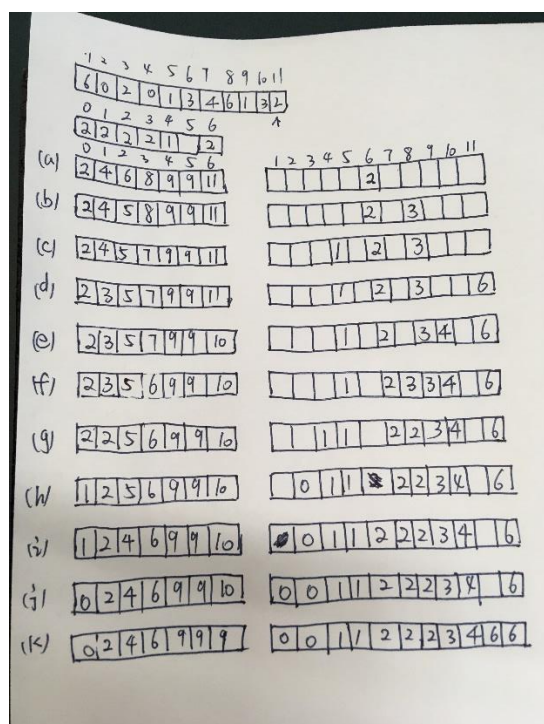 1 2 3 4 5 6 7 8 9 10 11
6 0 2 0 1 3 4 6 1 3 2
0 1 2 3 4 5 6
2 2 2 2 1 2
0 1 2 3 4 5 6 1 2 3 4 5 6 7 8 9 10 11
(a) 2 4 6 8 9 9 11 2
(b) 2 4 5 8 9 9 11 2 3
(c) 2 4 5 7 9 9 11 1 2 3
(d) 2 3 5 7 9 9 11 1 2 3 6
(e) 2 3 5 7 9 9 10 1 2 3 4 6
(f) 2 3 5 6 9 9 10 1 2 3 3 4 6
(g) 2 2 5 6 9 9 10 1 1 2 2 3 4 6
(h) 1 2 5 6 9 9 10 0 1 1 2 2 3 4 6
(i) 1 2 4 6 9 9 10 0 1 1 2 2 2 3 4 6
(j) 0 2 4 6 9 9 10 0 0 1 1 2 2 2 3 4 6
(k) 0 2 4 6 9 9 9 0 0 1 1 2 2 2 3 4 6 6